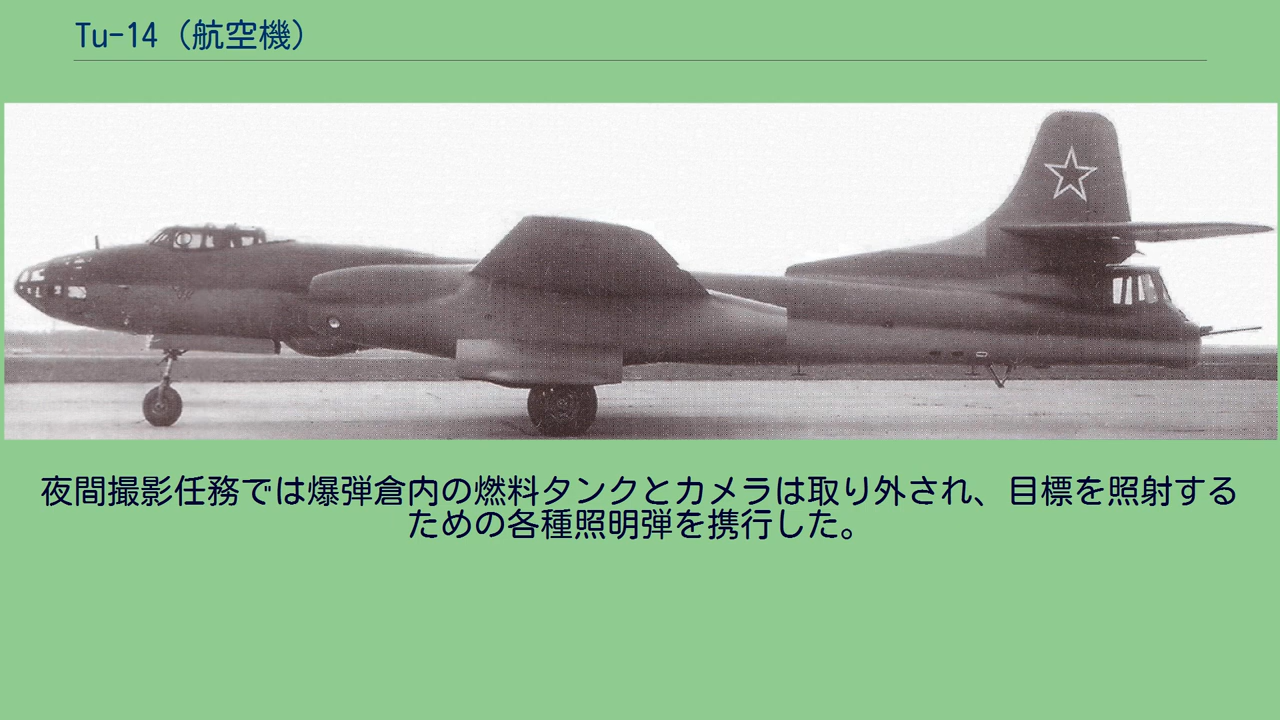 Tu-14（航空機）
夜間撮影任務では爆弾倉内の燃料タンクとカメラは取り外され、目標を照射する
ための各種照明弾を携行した。